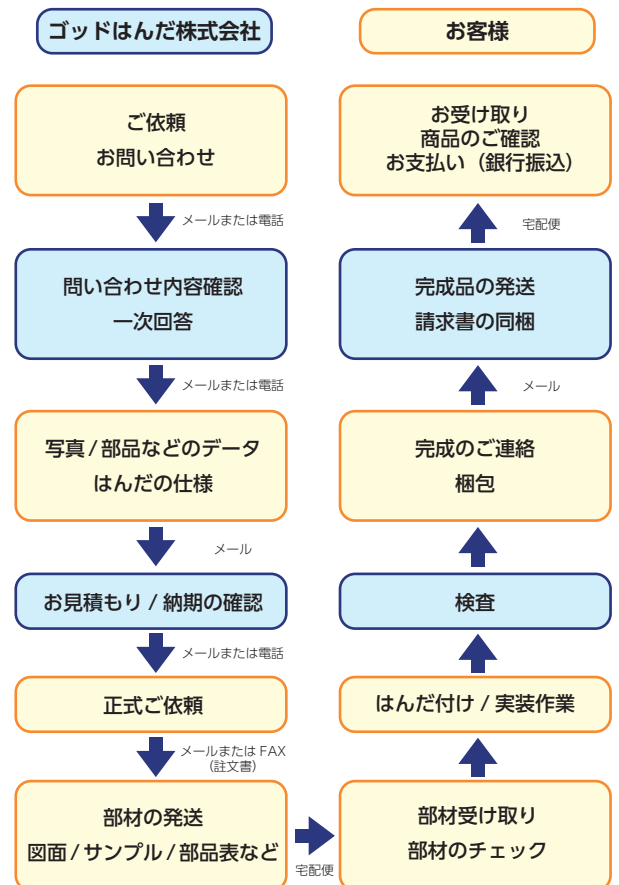 ゴッドはんだ株式会社
お客様
ご依頼
お問い合わせ
メールまたは電話
問い合わせ内容確認
一次回答
メールまたは電話
写真/部品などのデータ
はんだの仕様
メール
お見積もり / 納期の確認
メールまたは電話
正式ご依頼
メールまたは FAX
(註文書)
部材の発送
図面/サンプル/部品表など
宅配便
部材受け取り
部材のチェック
はんだ付け / 実装作業
検査
完成のご連絡
梱包
メール
完成品の発送
請求書の同梱
宅配便
お受け取り
商品のご確認
お支払い（銀行振込）